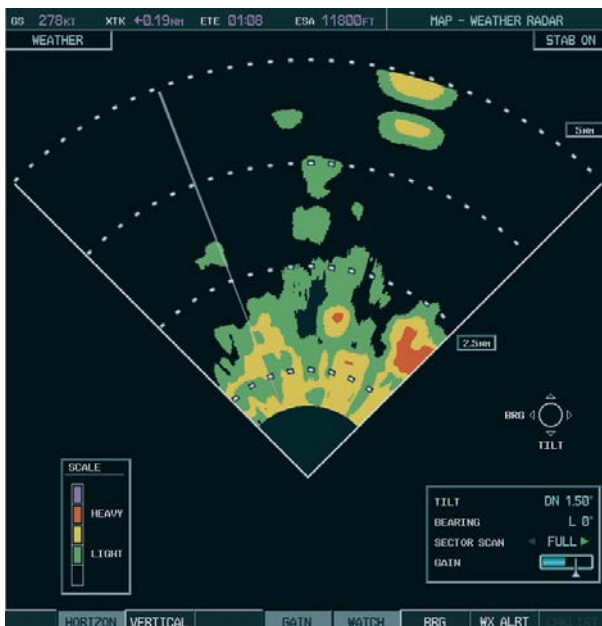 GS 278KT XTK +0.19NM ETE 01:08 ESA 11800FT MAP - WEATHER RADAR
WEATHER STAB ON
5NM
2.5NM
BRG
TILT
SCALE
HEAVY
LIGHT
TILT DN 1.50°
BEARING L 0°
SECTOR SCAN FULL
GAIN
HORIZON VERTICAL GAIN WATCH BRG WX ALRT